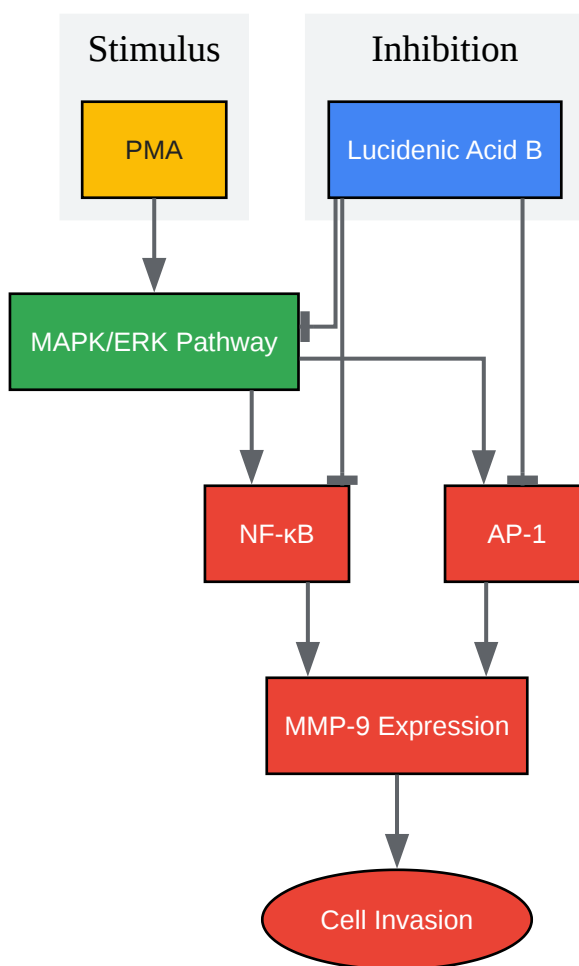 Stimulus
Inhibition
PMA
Lucidenic Acid B
MAPK/ERK Pathway
NF-κB
AP-1
MMP-9 Expression
Cell Invasion